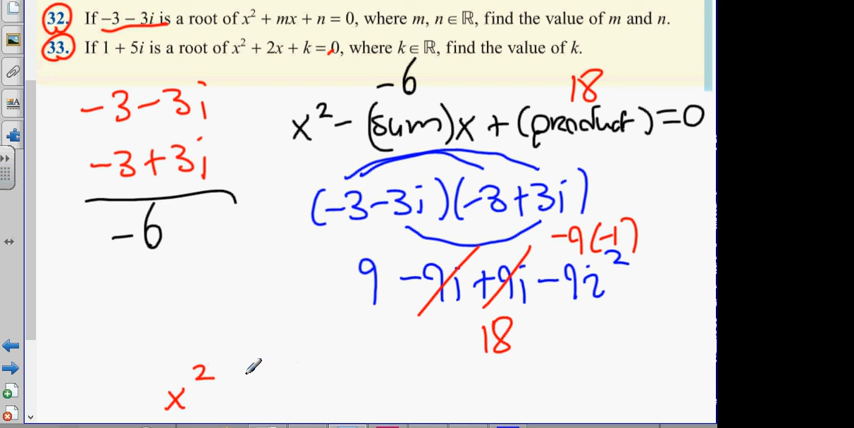 32. If −3 − 3i is a root of x² + mx + n = 0, where m, n ∈ ℝ, find the value of m and n.
33. If 1 + 5i is a root of x² + 2x + k = 0, where k ∈ ℝ, find the value of k.
-6 18
-3-3i
x² - (sum)x + (product) = 0
-3+3i
(-3-3i)(-3+3i)
-6
-9(-1)
9 -9i +9i -9i²
18
x²